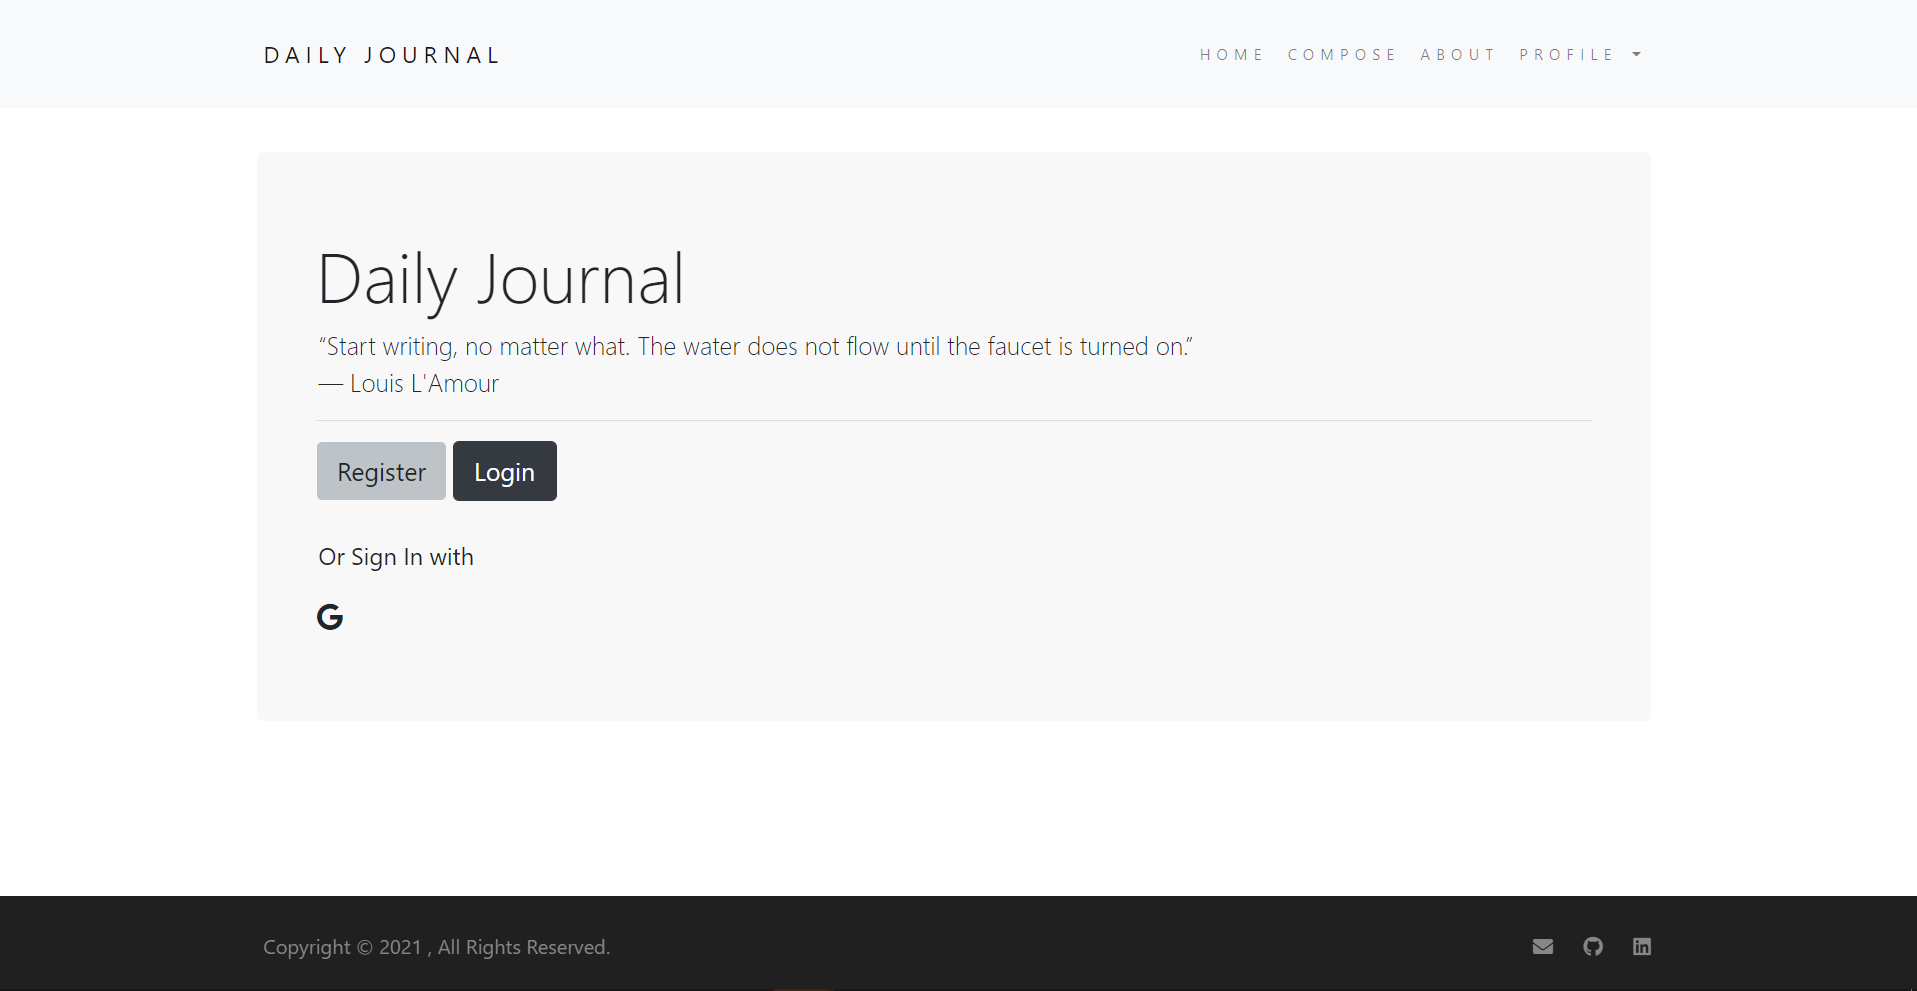 DAILY JOURNAL
HOME COMPOSE ABOUT PROFILE
Daily Journal
“Start writing, no matter what. The water does not flow until the faucet is turned on.”
— Louis L'Amour
Register Login
Or Sign In with
G
Copyright © 2021 , All Rights Reserved.
in